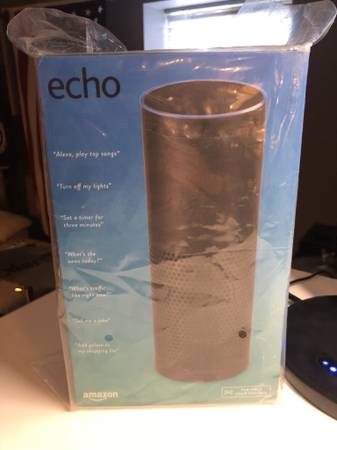 echo
"Alexa, play top songs"
"Turn off my lights"
"Set a timer for
three minutes"
"What's the
news today?"
"What's traffic
like right now?"
"Tell me a joke"
"Add gelato to
my shopping list"
amazon